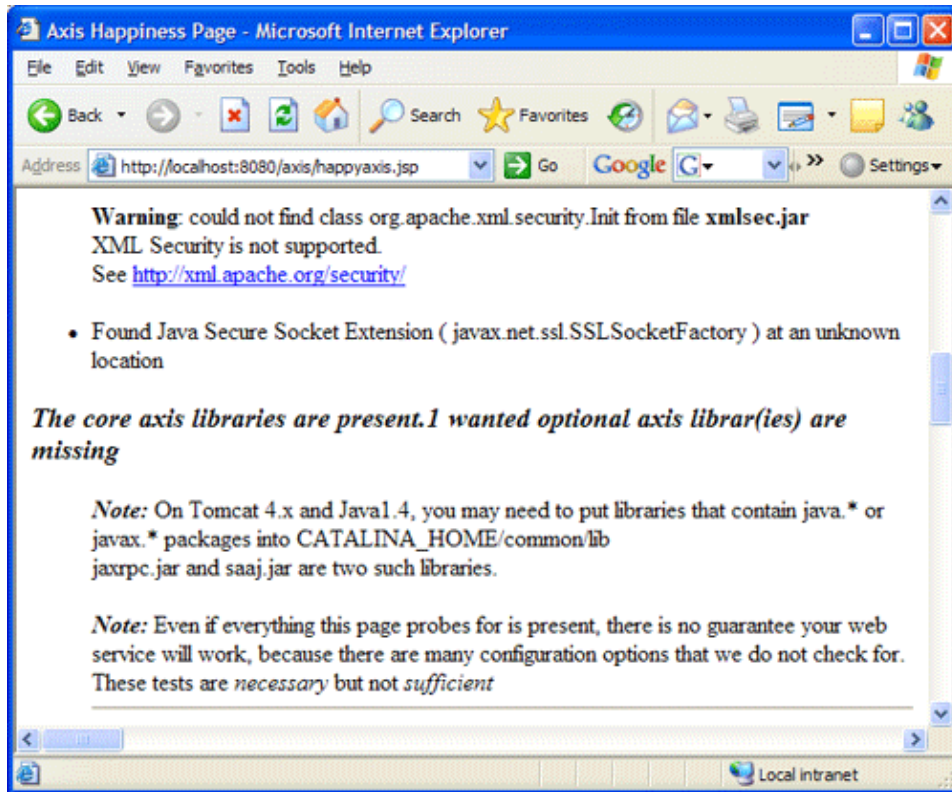 Axis Happiness Page - Microsoft Internet Explorer
File Edit View Favorites Tools Help
Back Search Favorites
Address http://localhost:8080/axis/happyaxis.jsp Go Google G Settings
Warning: could not find class org.apache.xml.security.Init from file xmlsec.jar
XML Security is not supported.
See http://xml.apache.org/security/
• Found Java Secure Socket Extension ( javax.net.ssl.SSLSocketFactory ) at an unknown
location
The core axis libraries are present.1 wanted optional axis librar(ies) are
missing
Note: On Tomcat 4.x and Java1.4, you may need to put libraries that contain java.* or
javax.* packages into CATALINA_HOME/common/lib
jaxrpc.jar and saaj.jar are two such libraries.
Note: Even if everything this page probes for is present, there is no guarantee your web
service will work, because there are many configuration options that we do not check for.
These tests are necessary but not sufficient
Local intranet